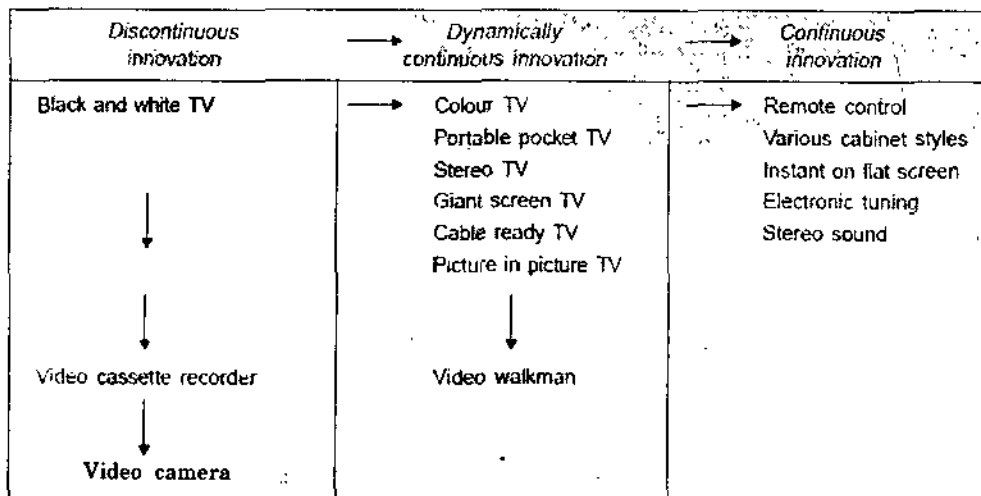 Discontinuous
innovation
Dynamically
continuous innovation
Continuous
innovation
Black and white TV
Colour TV
Portable pocket TV
Stereo TV
Giant screen TV
Cable ready TV
Picture in picture TV
Remote control
Various cabinet styles
Instant on flat screen
Electronic tuning
Stereo sound
Video cassette recorder
Video walkman
Video camera